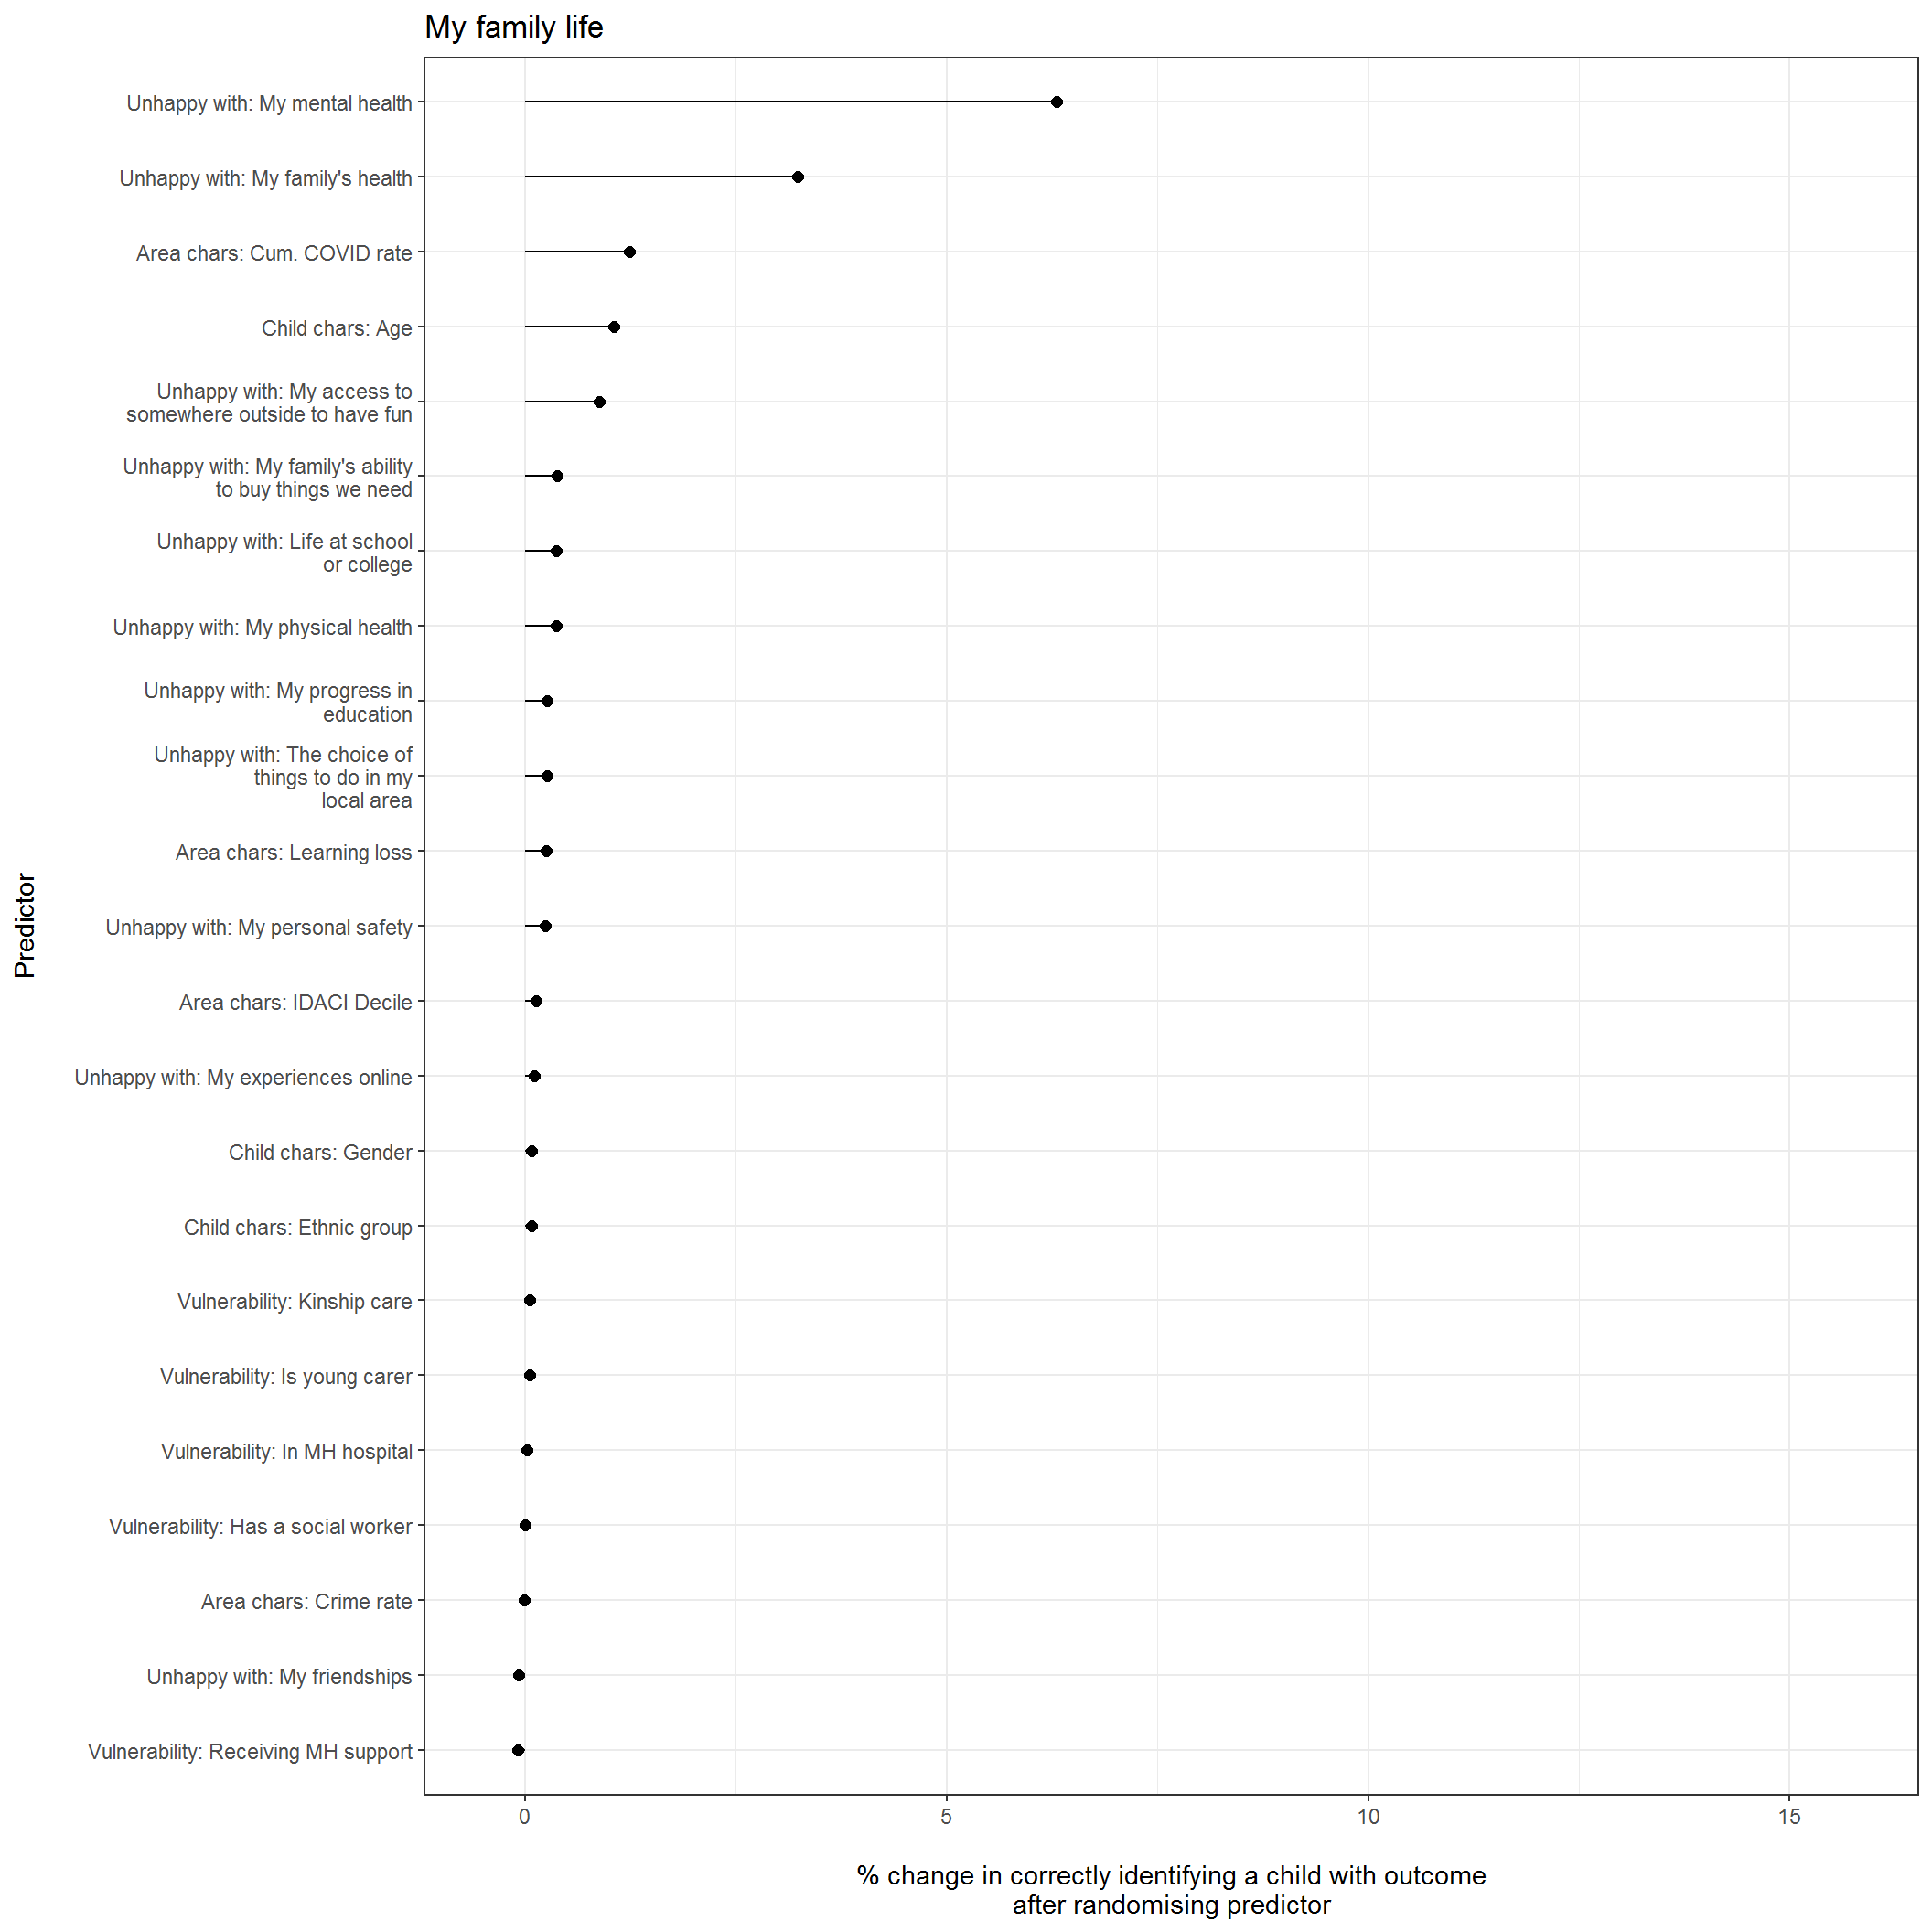 My family life
Unhappy with: My mental health
Unhappy with: My family's health
Area chars: Cum. COVID rate
Child chars: Age
Unhappy with: My access to
somewhere outside to have fun
Unhappy with: My family's ability
to buy things we need
Unhappy with: Life at school
or college
Unhappy with: My physical health
Unhappy with: My progress in
education
Unhappy with: The choice of
things to do in my
local area
Area chars: Learning loss
Unhappy with: My personal safety
Area chars: IDACI Decile
Unhappy with: My experiences online
Child chars: Gender
Child chars: Ethnic group
Vulnerability: Kinship care
Vulnerability: Is young carer
Vulnerability: In MH hospital
Vulnerability: Has a social worker
Area chars: Crime rate
Unhappy with: My friendships
Vulnerability: Receiving MH support
Predictor
0 5 10 15
% change in correctly identifying a child with outcome
after randomising predictor